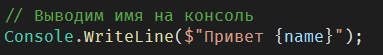 // Выводим имя на консоль
Console.WriteLine($"Привет {name}");